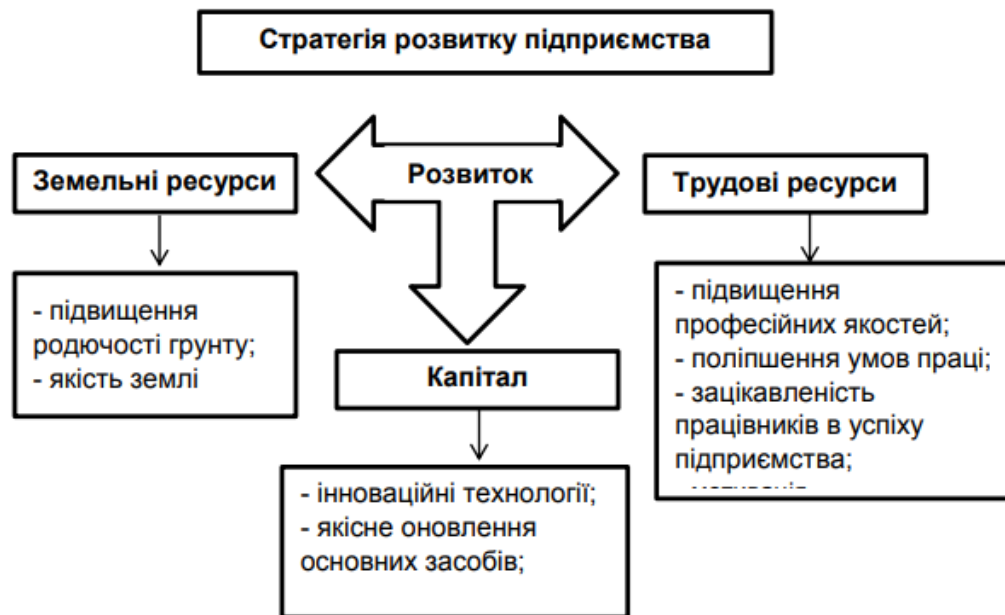 Стратегія розвитку підприємства
Розвиток
Земельні ресурси
- підвищення
родючості грунту;
- якість землі
Капітал
- інноваційні технології;
- якісне оновлення
основних засобів;
Трудові ресурси
- підвищення
професійних якостей;
- поліпшення умов праці;
- зацікавленість
працівників в успіху
підприємства;